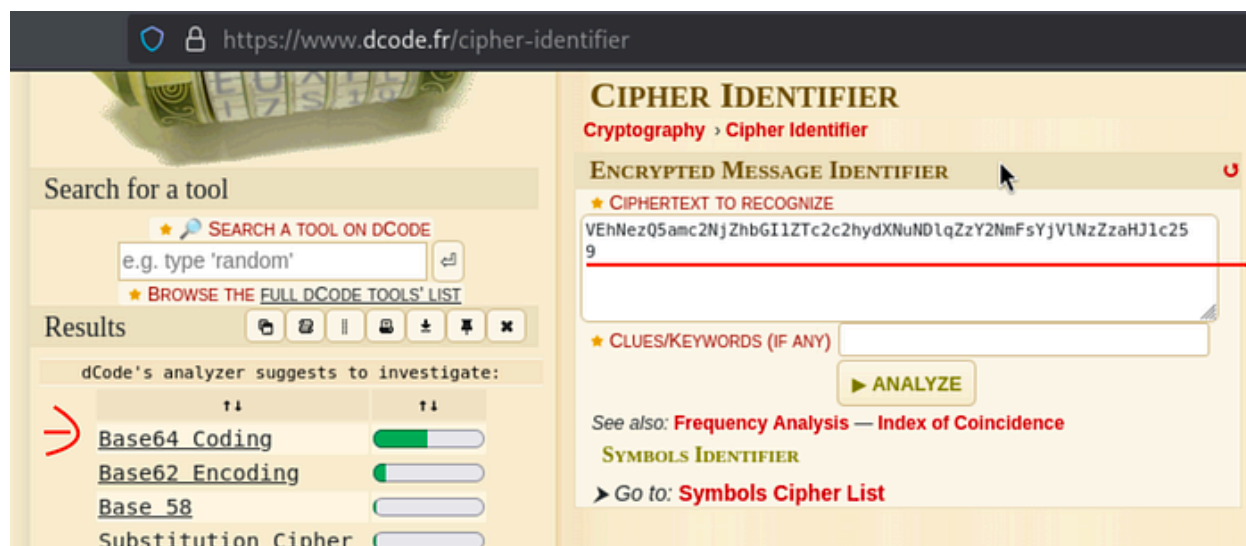 https://www.dcode.fr/cipher-identifier
CIPHER IDENTIFIER
Cryptography › Cipher Identifier
ENCRYPTED MESSAGE IDENTIFIER
CIPHERTEXT TO RECOGNIZE
VEhNezQ5amc2NjZhbGI1ZTc2c2hydXNuNDlqZzY2NmFsYjVlNzZzaHJ1c25
9
CLUES/KEYWORDS (IF ANY)
ANALYZE
See also: Frequency Analysis — Index of Coincidence
SYMBOLS IDENTIFIER
Go to: Symbols Cipher List
Search for a tool
SEARCH A TOOL ON DCODE
e.g. type 'random'
BROWSE THE FULL DCODE TOOLS' LIST
Results
dCode's analyzer suggests to investigate:
Base64 Coding
Base62 Encoding
Base 58
Substitution Cipher